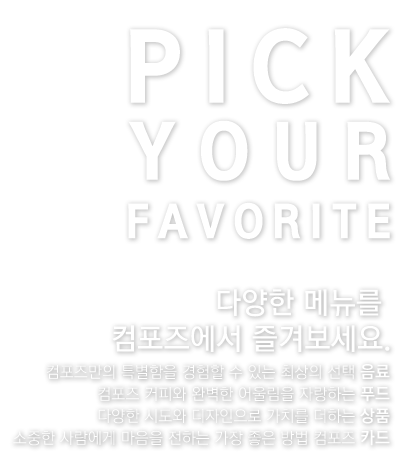 PICK
YOUR
FAVORITE
다양한 메뉴를
컴포즈에서 즐겨보세요.
컴포즈만의 특별함을 경험할 수 있는 최상의 선택 음료
컴포즈 커피와 완벽한 어울림을 자랑하는 푸드
다양한 시도와 디자인으로 가치를 더하는 상품
소중한 사람에게 마음을 전하는 가장 좋은 방법 컴포즈 카드